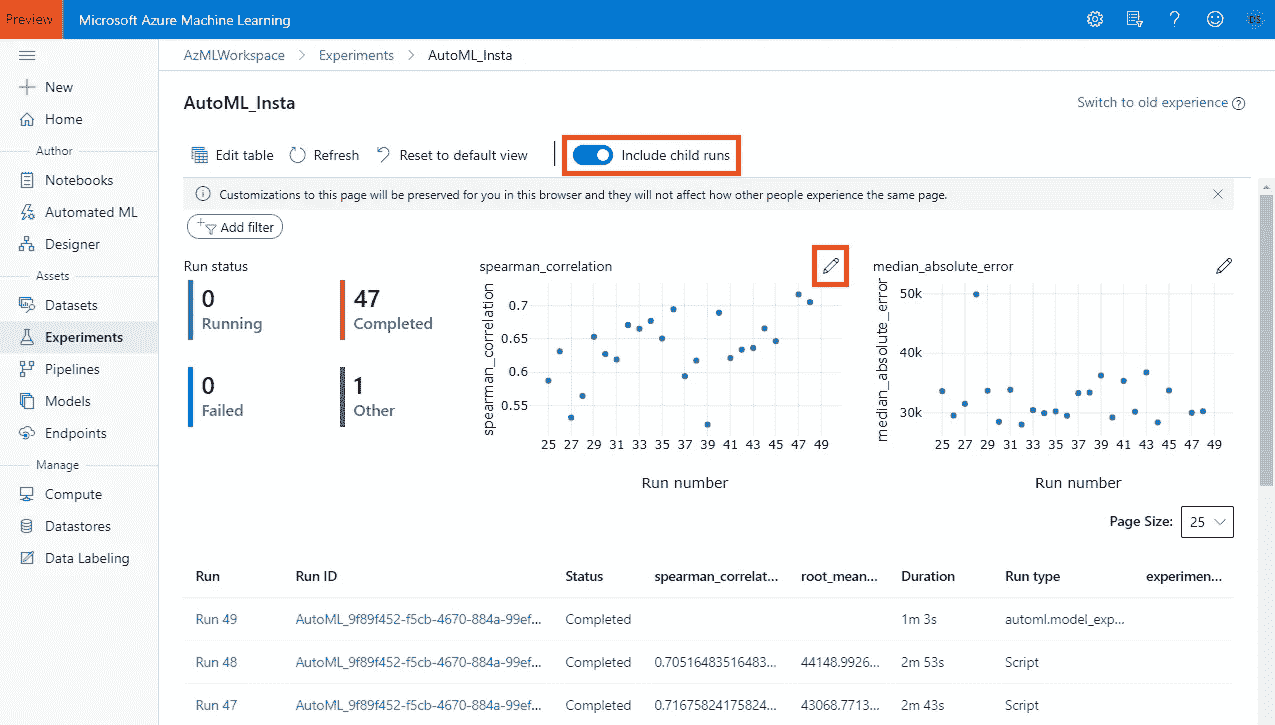 Preview
Microsoft Azure Machine Learning
AzMLWorkspace > Experiments > AutoML_Insta
New
Home
Author
Notebooks
Automated ML
Designer
Assets
Datasets
Experiments
Pipelines
Models
Endpoints
Manage
Compute
Datastores
Data Labeling
AutoML_Insta
Switch to old experience
Edit table Refresh Reset to default view Include child runs
Customizations to this page will be preserved for you in this browser and they will not affect how other people experience the same page.
Add filter
Run status
0
Running
47
Completed
0
Failed
1
Other
spearman_correlation
spearman_correlation
0.7
0.65
0.6
0.55
25 27 29 31 33 35 37 39 41 43 45 47 49
Run number
median_absolute_error
median_absolute_error
50k
40k
30k
25 27 29 31 33 35 37 39 41 43 45 47 49
Run number
Page Size: 25
Run Run ID Status spearman_correlat... root_mean... Duration Run type experimen...
Run 49 AutoML_9f89f452-f5cb-4670-884a-99ef... Completed 1m 3s automl.model_exp...
Run 48 AutoML_9f89f452-f5cb-4670-884a-99ef... Completed 0.70516483516483... 44148.9926... 2m 53s Script
Run 47 AutoML_9f89f452-f5cb-4670-884a-99ef... Completed 0.71675824175824... 43068.7713... 2m 43s Script